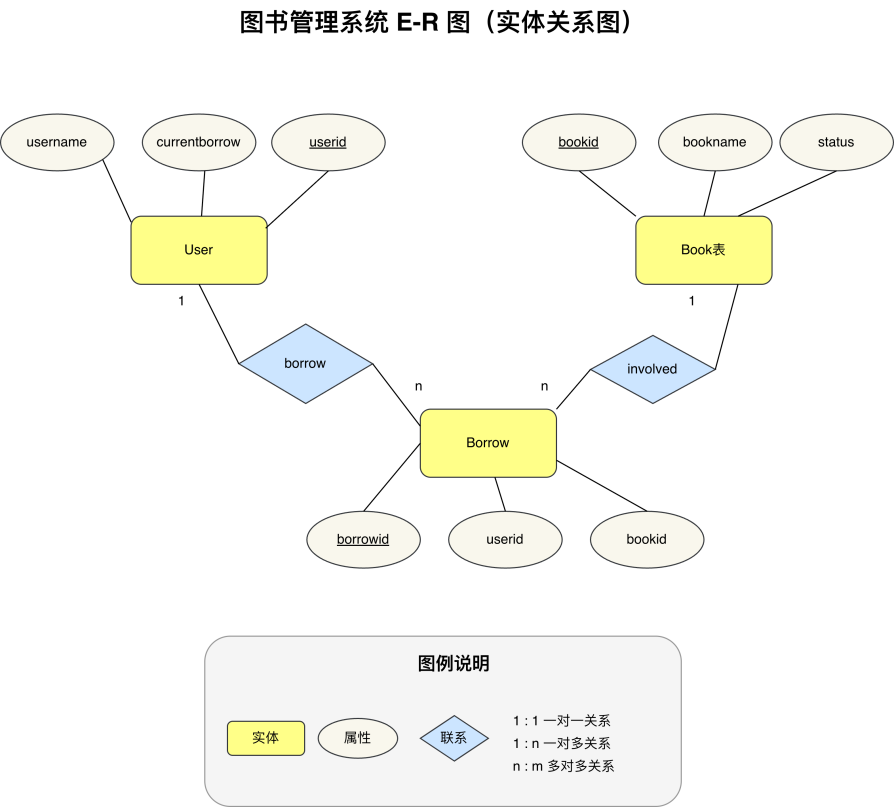 图书管理系统 E-R 图（实体关系图）
username
currentborrow
userid
bookid
bookname
status
User
Book表
1
1
borrow
involved
n
n
Borrow
borrowid
userid
bookid
图例说明
实体
属性
联系
1 : 1 一对一关系
1 : n 一对多关系
n : m 多对多关系